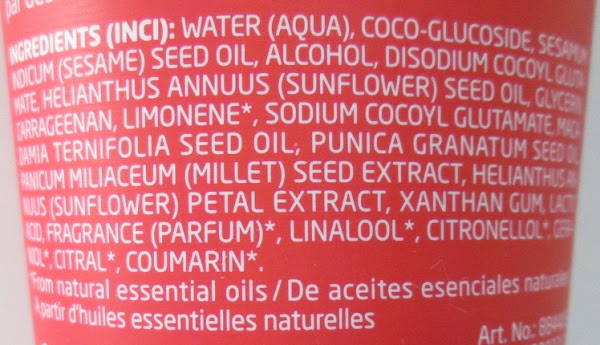 par des
INGREDIENTS (INCI): WATER (AQUA), COCO-GLUCOSIDE, SESAMUM
INDICUM (SESAME) SEED OIL, ALCOHOL, DISODIUM COCOYL GLUTA
MATE, HELIANTHUS ANNUUS (SUNFLOWER) SEED OIL, GLYCERIN,
CARRAGEENAN, LIMONENE*, SODIUM COCOYL GLUTAMATE, MACA
DAMIA TERNIFOLIA SEED OIL, PUNICA GRANATUM SEED OIL,
PANICUM MILIACEUM (MILLET) SEED EXTRACT, HELIANTHUS AN
NUUS (SUNFLOWER) PETAL EXTRACT, XANTHAN GUM, LACTIC
ACID, FRAGRANCE (PARFUM)*, LINALOOL*, CITRONELLOL*, GERA
NIOL*, CITRAL*, COUMARIN*.
*From natural essential oils / De aceites esenciales naturales /
A partir d'huiles essentielles naturelles
Art. No.: